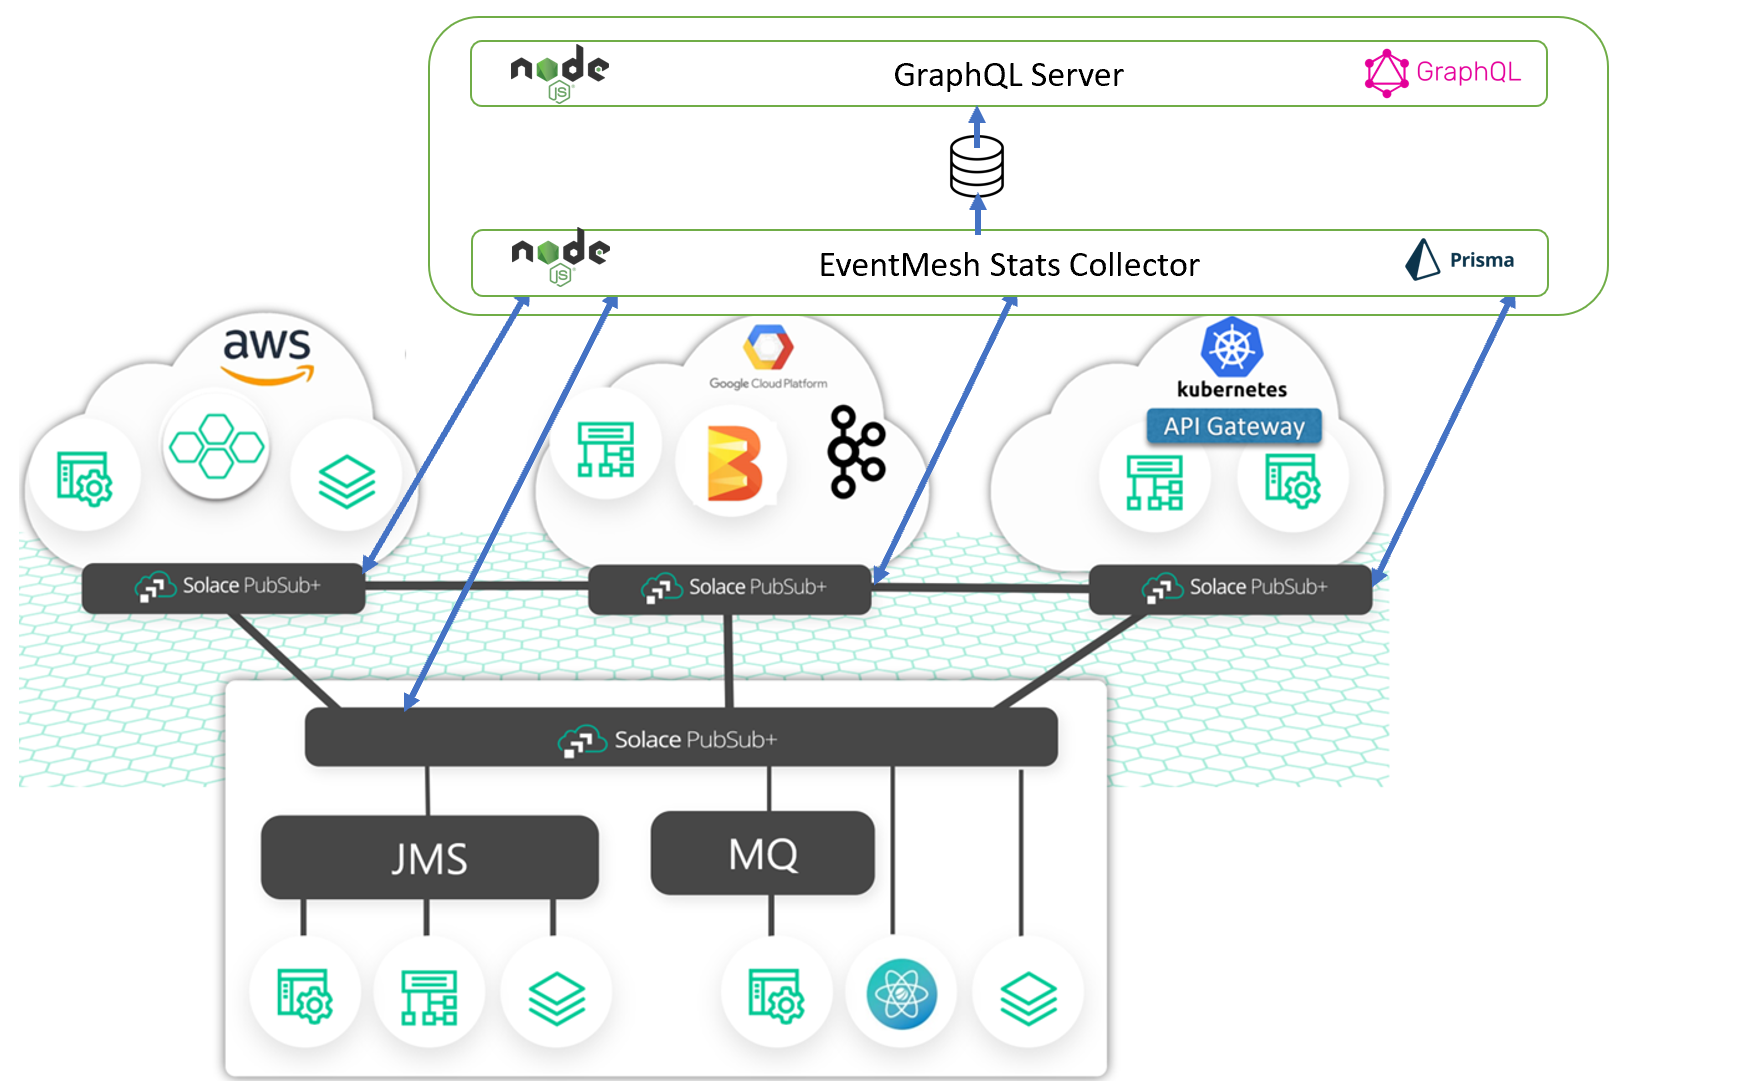 node
JS
GraphQL Server
GraphQL
node
JS
EventMesh Stats Collector
Prisma
aws
Google Cloud Platform
kubernetes
API Gateway
Solace PubSub+
Solace PubSub+
Solace PubSub+
Solace PubSub+
JMS
MQ